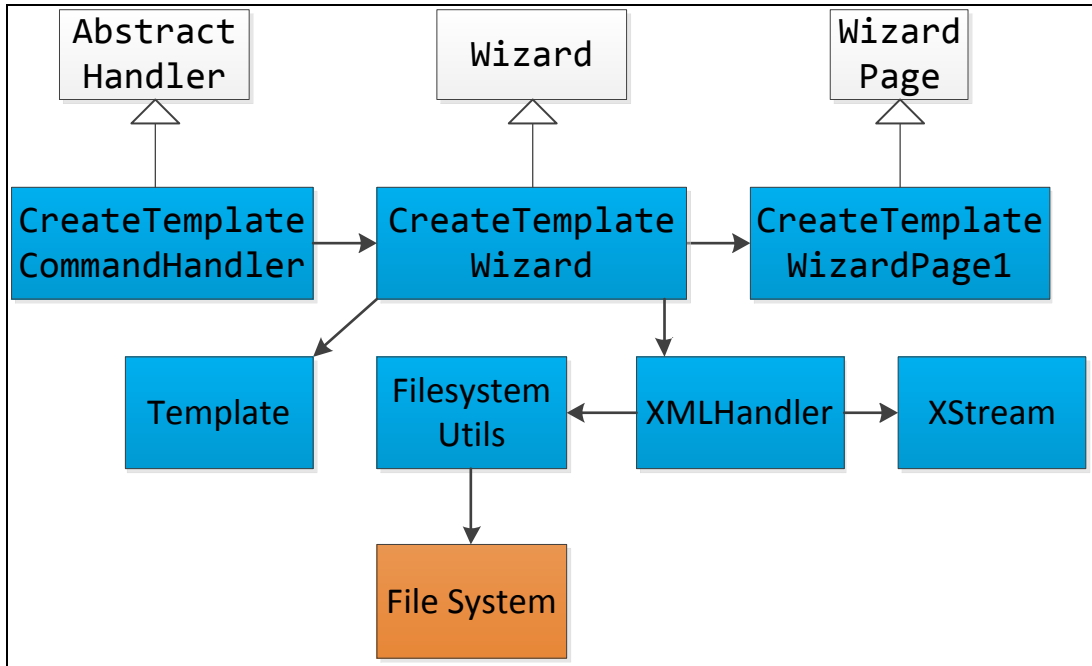 Abstract
Handler
Wizard
Wizard
Page
CreateTemplate
CommandHandler
CreateTemplate
Wizard
CreateTemplate
WizardPage1
Template
Filesystem
Utils
XMLHandler
XStream
File System